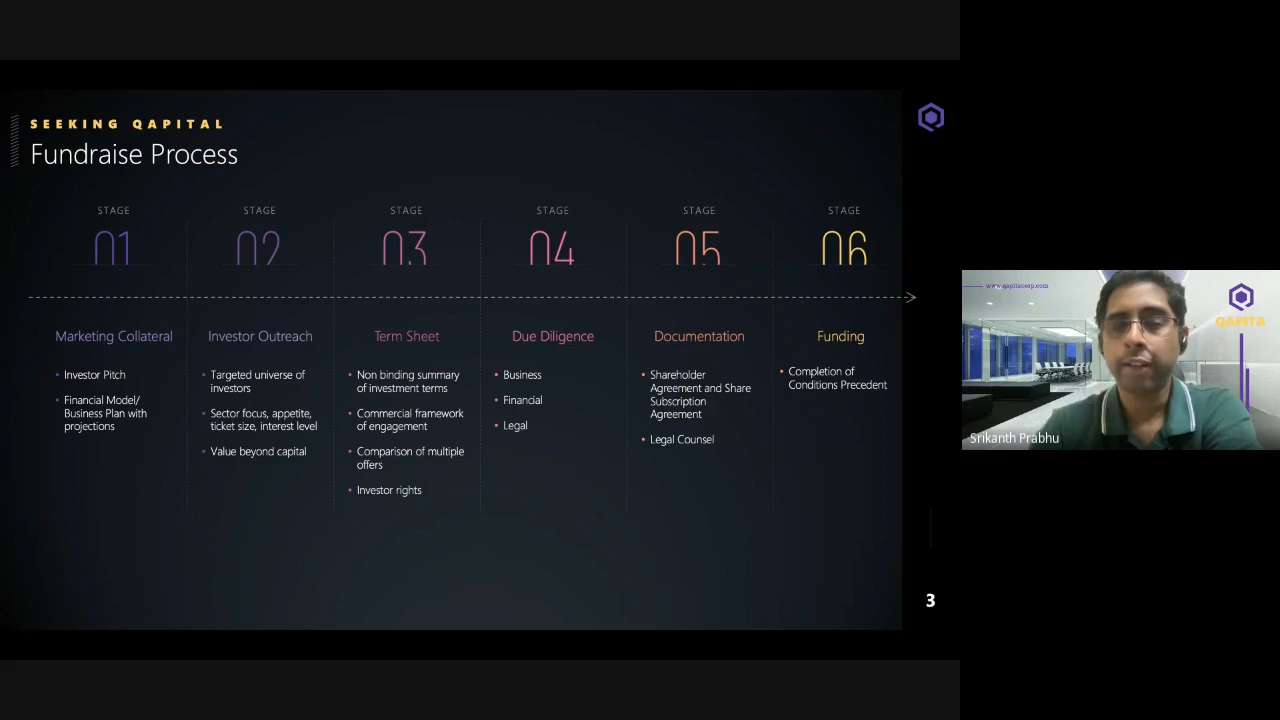 SEEKING QAPITAL
Fundraise Process
STAGE
01
Marketing Collateral
• Investor Pitch
• Financial Model/
Business Plan with
projections
STAGE
02
Investor Outreach
• Targeted universe of
investors
• Sector focus, appetite,
ticket size, interest level
• Value beyond capital
STAGE
03
Term Sheet
• Non binding summary
of investment terms
• Commercial framework
of engagement
• Comparison of multiple
offers
• Investor rights
STAGE
04
Due Diligence
• Business
• Financial
• Legal
STAGE
05
Documentation
• Shareholder
Agreement and Share
Subscription
Agreement
• Legal Counsel
STAGE
06
Funding
• Completion of
Conditions Precedent
3
www.qapitacorp.com
QAPITA
Srikanth Prabhu